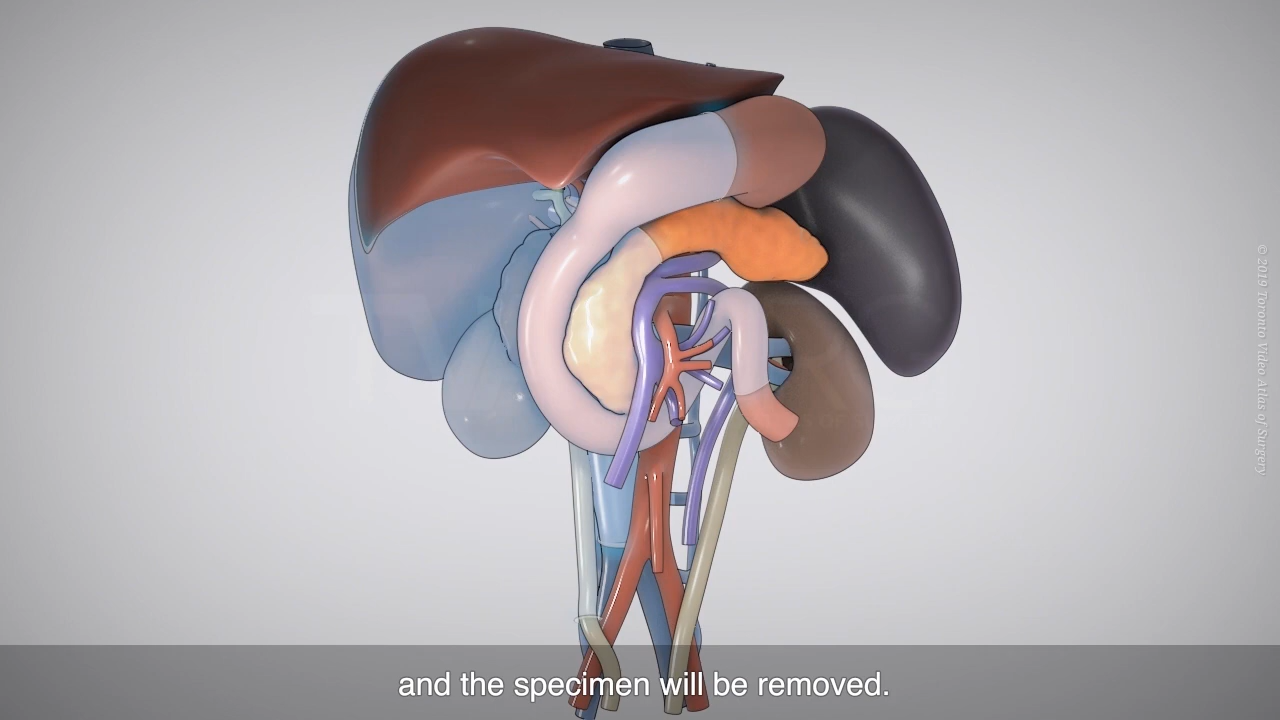 © 2019 Toronto Video Atlas of Surgery
and the specimen will be removed.